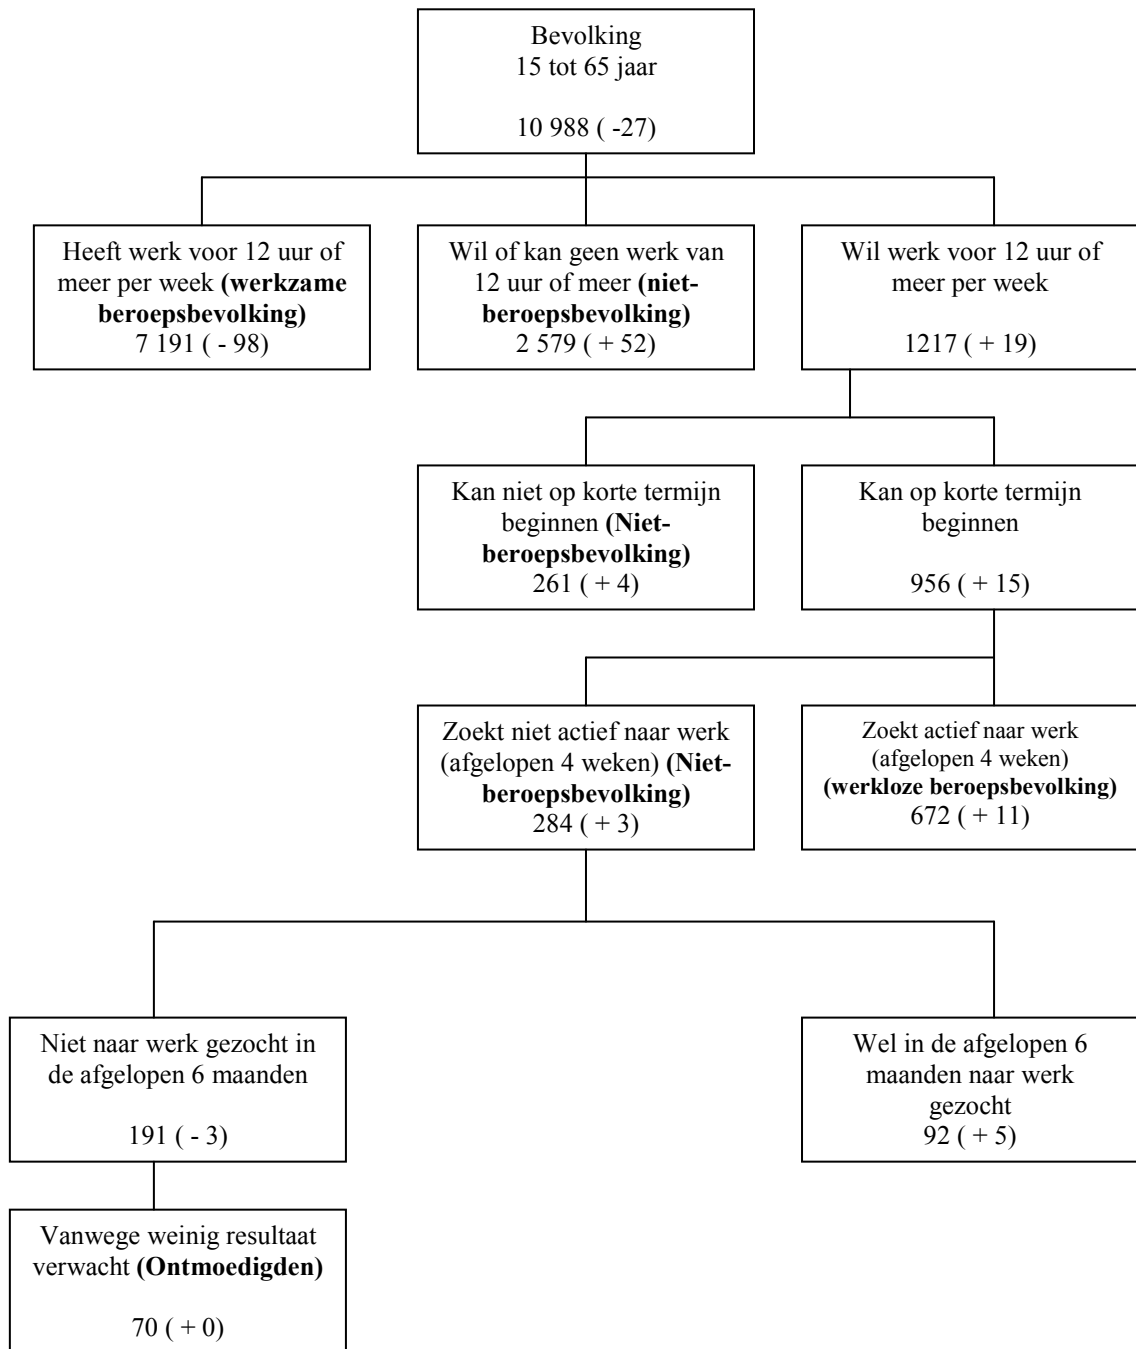 Bevolking
15 tot 65 jaar
10 988 ( -27)
Heeft werk voor 12 uur of
meer per week (werkzame
beroepsbevolking)
7 191 ( - 98)
Wil of kan geen werk van
12 uur of meer (niet-
beroepsbevolking)
2 579 ( + 52)
Wil werk voor 12 uur of
meer per week
1217 ( + 19)
Kan niet op korte termijn
beginnen (Niet-
beroepsbevolking)
261 ( + 4)
Kan op korte termijn
beginnen
956 ( + 15)
Zoekt niet actief naar werk
(afgelopen 4 weken) (Niet-
beroepsbevolking)
284 ( + 3)
Zoekt actief naar werk
(afgelopen 4 weken)
(werkloze beroepsbevolking)
672 ( + 11)
Niet naar werk gezocht in
de afgelopen 6 maanden
191 ( - 3)
Wel in de afgelopen 6
maanden naar werk
gezocht
92 ( + 5)
Vanwege weinig resultaat
verwacht (Ontmoedigden)
70 ( + 0)